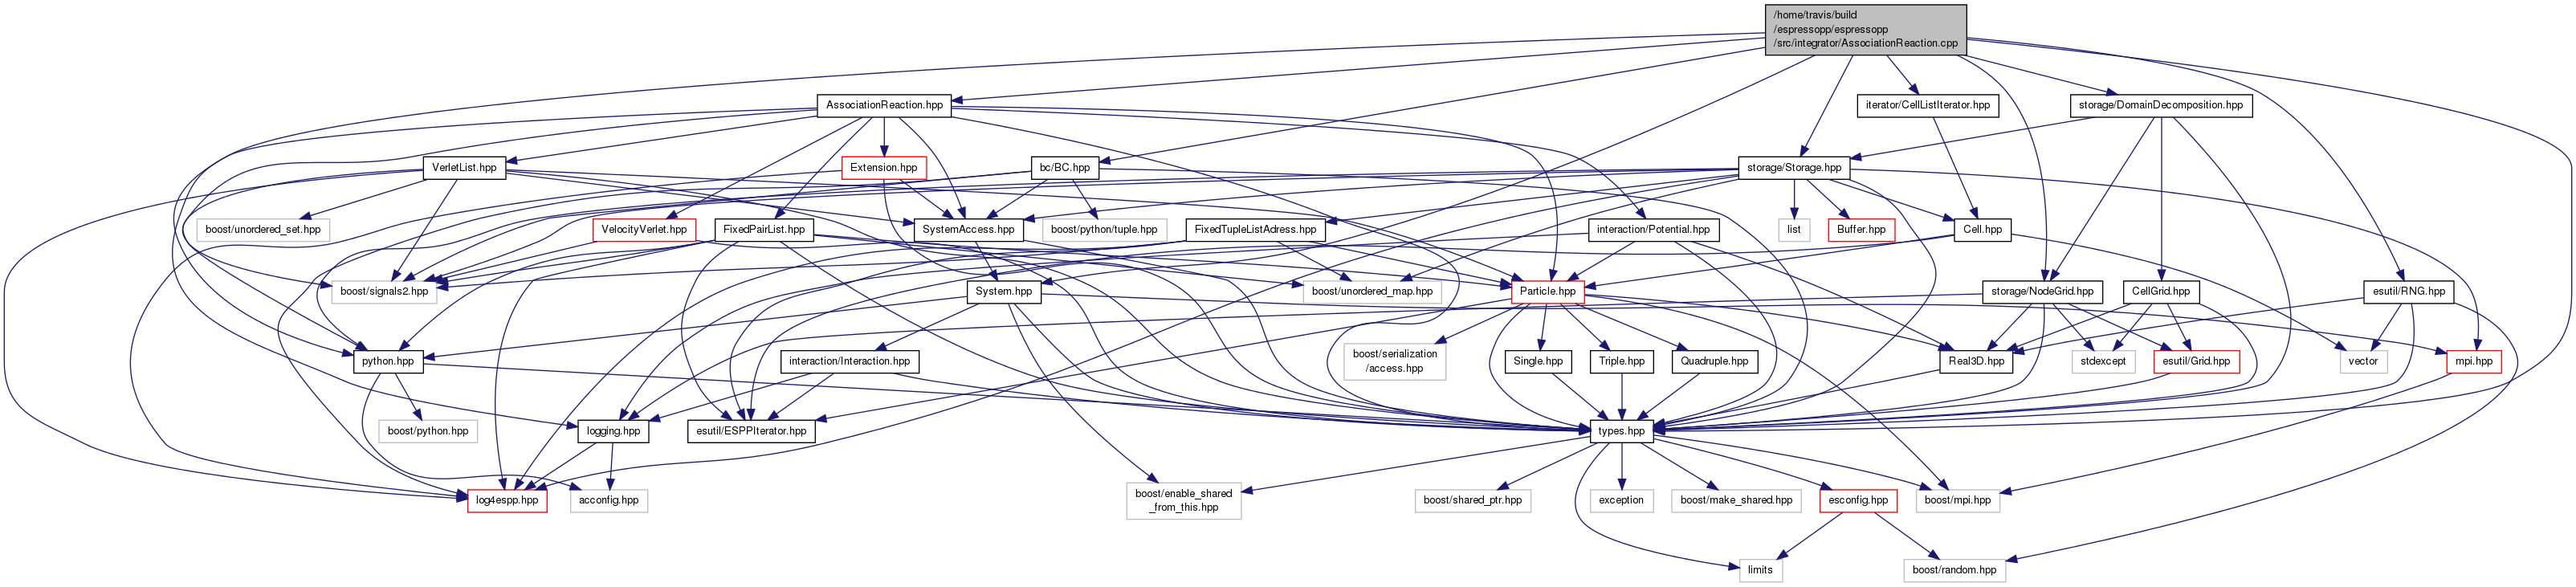 /home/travis/build
/espressopp/espressopp
/src/integrator/AssociationReaction.cpp
AssociationReaction.hpp
iterator/CellListIterator.hpp
storage/DomainDecomposition.hpp
VerletList.hpp
Extension.hpp
bc/BC.hpp
storage/Storage.hpp
boost/unordered_set.hpp
VelocityVerlet.hpp
FixedPairList.hpp
SystemAccess.hpp
boost/python/tuple.hpp
FixedTupleListAdress.hpp
interaction/Potential.hpp
list
Buffer.hpp
Cell.hpp
boost/signals2.hpp
System.hpp
boost/unordered_map.hpp
Particle.hpp
storage/NodeGrid.hpp
CellGrid.hpp
esutil/RNG.hpp
python.hpp
interaction/Interaction.hpp
boost/serialization
/access.hpp
Single.hpp
Triple.hpp
Quadruple.hpp
Real3D.hpp
stdexcept
esutil/Grid.hpp
vector
mpi.hpp
boost/python.hpp
logging.hpp
esutil/ESPPIterator.hpp
types.hpp
log4espp.hpp
acconfig.hpp
boost/enable_shared
_from_this.hpp
boost/shared_ptr.hpp
exception
boost/make_shared.hpp
esconfig.hpp
boost/mpi.hpp
limits
boost/random.hpp